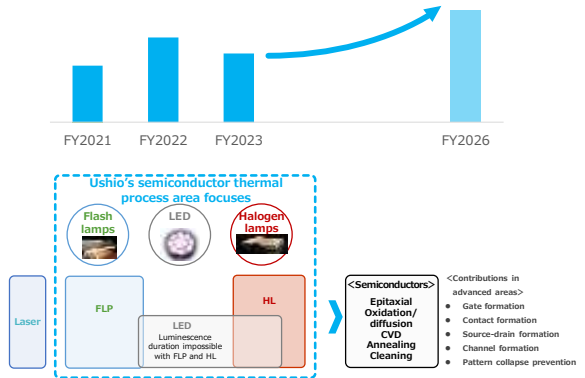 FY2021
FY2022
FY2023
FY2026
Ushio's semiconductor thermal
process area focuses
Flash
lamps
LED
Halogen
lamps
Laser
FLP
HL
LED
Luminescence
duration impossible
with FLP and HL
<Semiconductors>
Epitaxial
Oxidation/
diffusion
CVD
Annealing
Cleaning
<Contributions in
advanced areas>
● Gate formation
● Contact formation
● Source-drain formation
● Channel formation
● Pattern collapse prevention